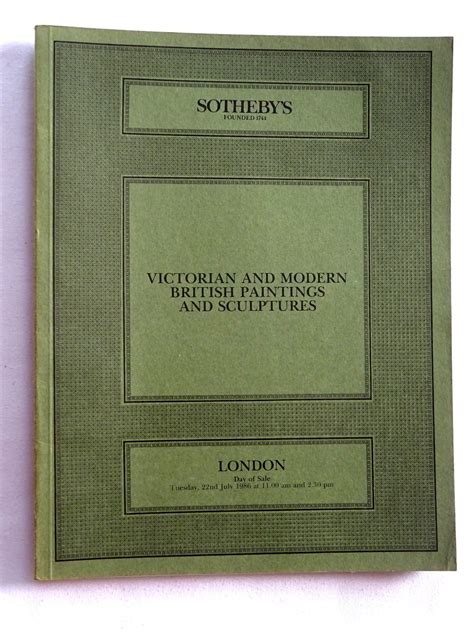 SOTHEBY'S
FOUNDED 1744
VICTORIAN AND MODERN
BRITISH PAINTINGS
AND SCULPTURES
LONDON
Day of Sale
Tuesday, 22nd July 1986 at 11.00 am and 2.30 pm